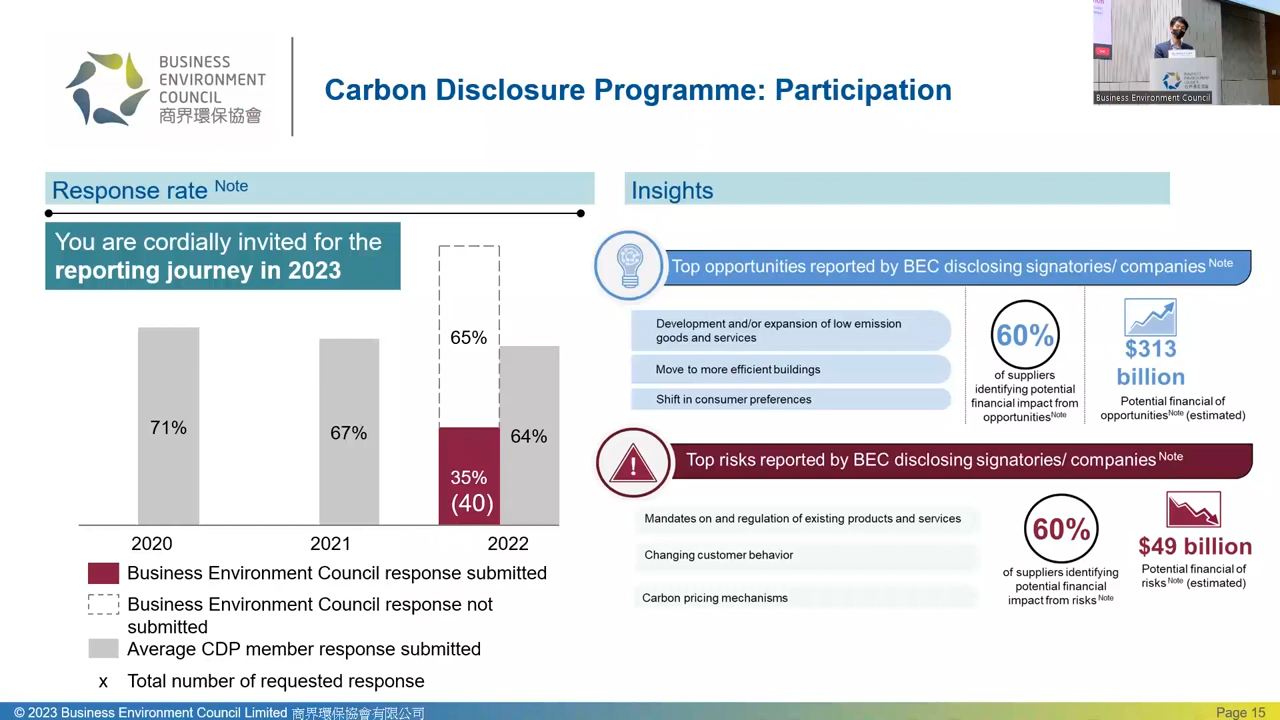 BUSINESS
ENVIRONMENT
COUNCIL
商界環保協會
Carbon Disclosure Programme: Participation
Business Environment Council
Response rate Note
You are cordially invited for the
reporting journey in 2023
65%
71%
67%
64%
35%
(40)
2020
2021
2022
Business Environment Council response submitted
Business Environment Council response not
submitted
Average CDP member response submitted
x Total number of requested response
Insights
Top opportunities reported by BEC disclosing signatories/ companies Note
Development and/or expansion of low emission
goods and services
Move to more efficient buildings
Shift in consumer preferences
60%
of suppliers
identifying potential
financial impact from
opportunities Note
$313
billion
Potential financial of
opportunities Note (estimated)
Top risks reported by BEC disclosing signatories/ companies Note
Mandates on and regulation of existing products and services
Changing customer behavior
Carbon pricing mechanisms
60%
of suppliers identifying
potential financial
impact from risks Note
$49 billion
Potential financial of
risks Note (estimated)
© 2023 Business Environment Council Limited 商界環保協會有限公司
Page 15